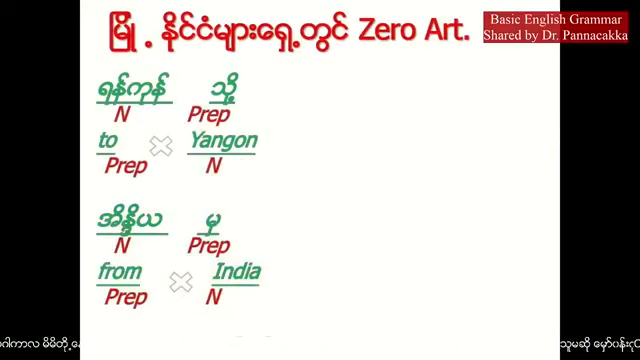 မြို့ ့ နိုင်ငံများရှေ့တွင် Zero Art.
Basic English Grammar
Shared by Dr. Pannacakka
ရန်ကုန် သို့
N Prep
to Yangon
Prep N
အိန္ဒိယ မှ
N Prep
from India
Prep N